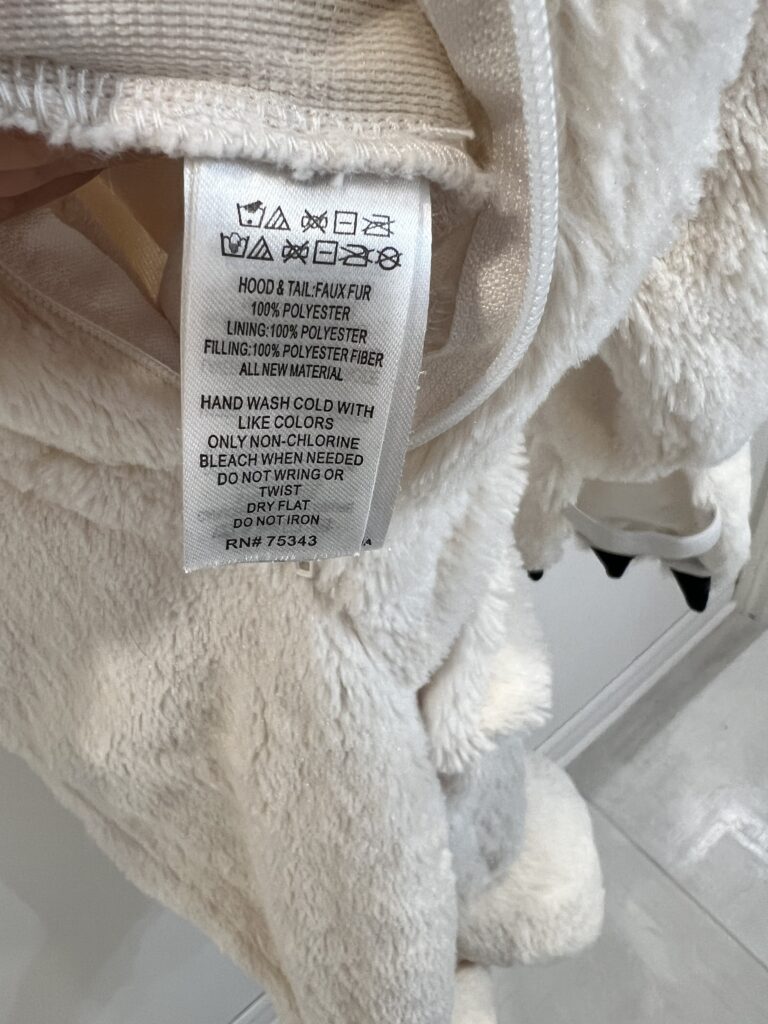 HOOD & TAIL:FAUX FUR
100% POLYESTER
LINING:100% POLYESTER
FILLING:100% POLYESTER FIBER
ALL NEW MATERIAL
HAND WASH COLD WITH
LIKE COLORS
ONLY NON-CHLORINE
BLEACH WHEN NEEDED
DO NOT WRING OR
TWIST
DRY FLAT
DO NOT IRON
RN# 75343